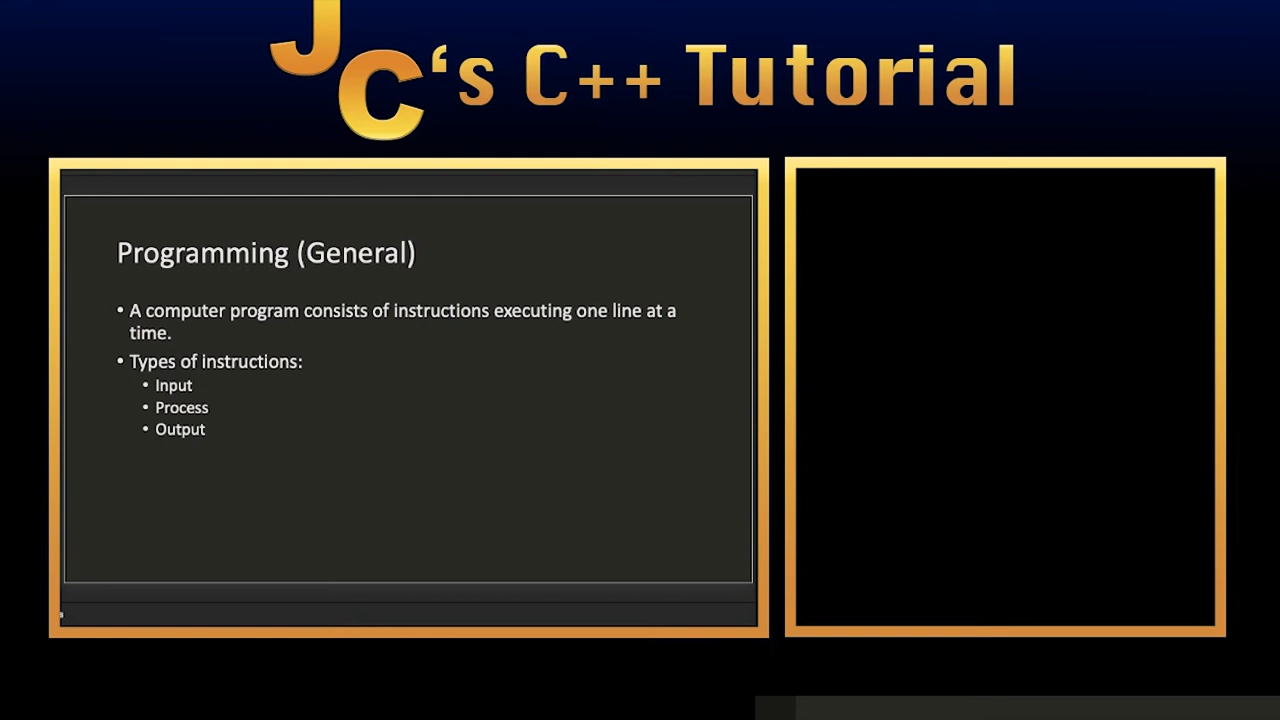 JC's C++ Tutorial
Programming (General)
• A computer program consists of instructions executing one line at a
time.
• Types of instructions:
• Input
• Process
• Output